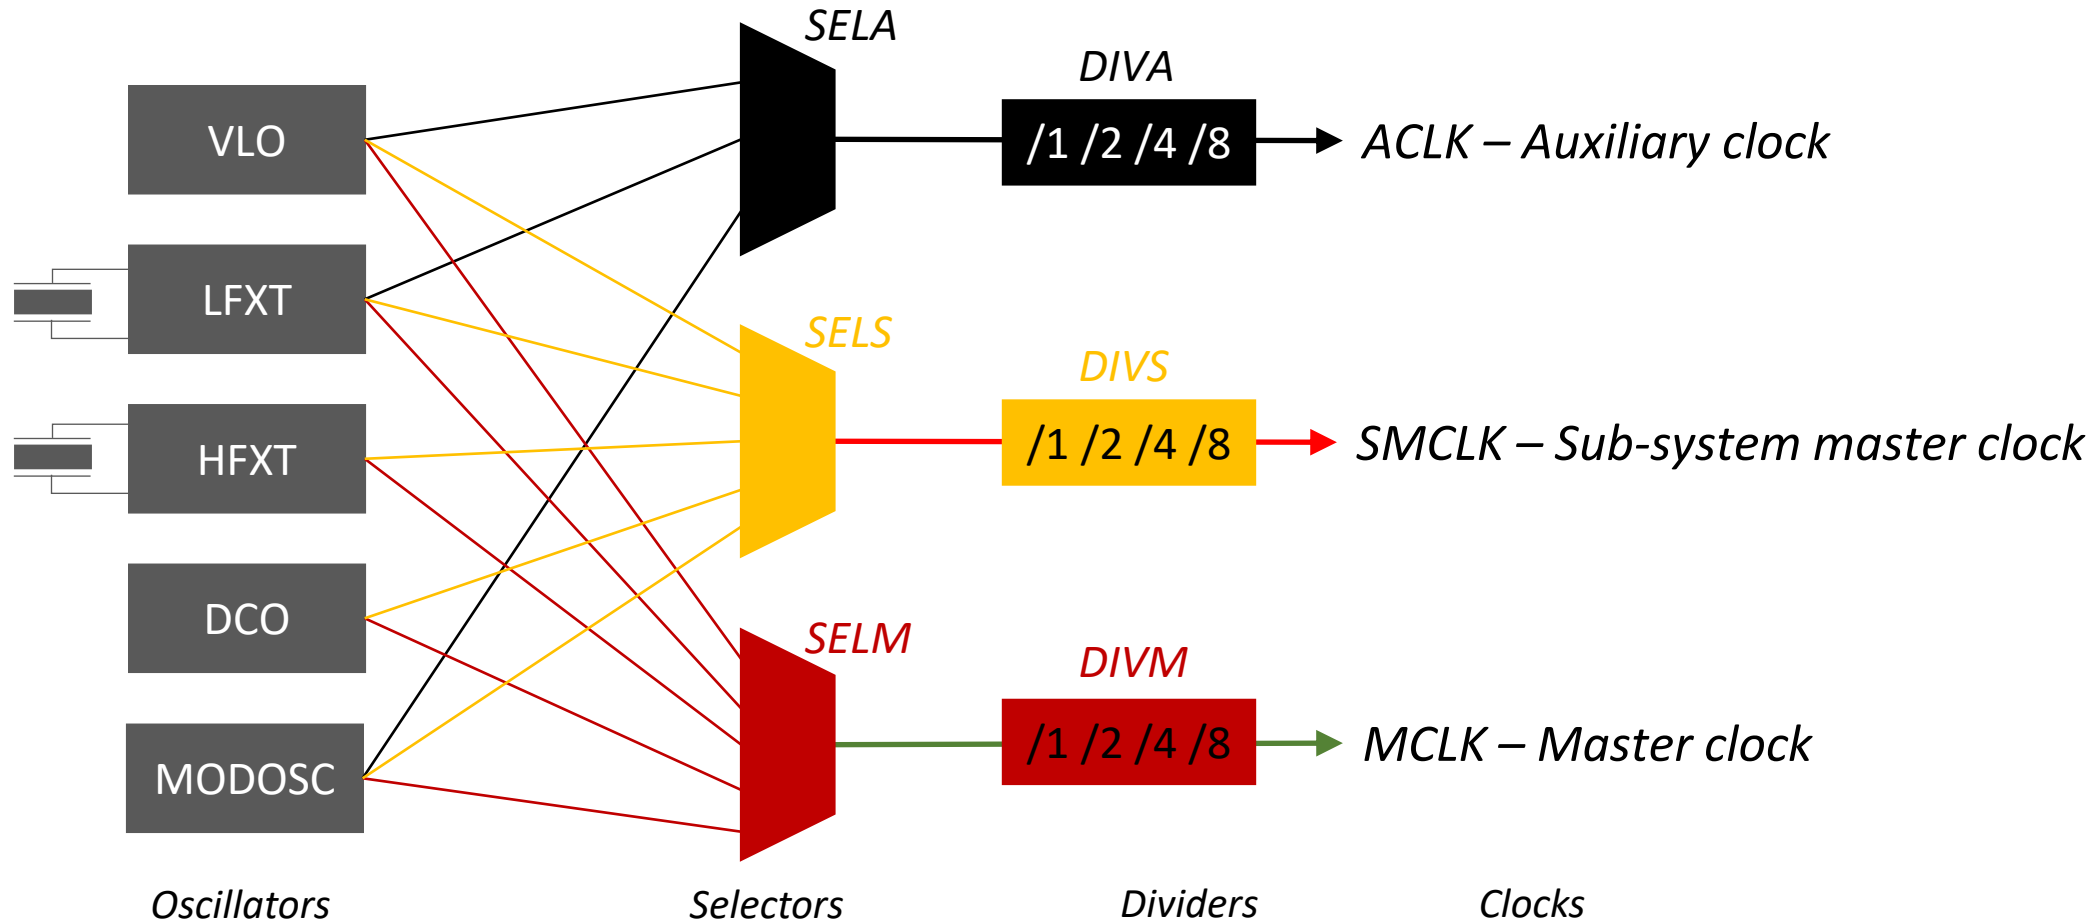 SELA
DIVA
VLO
/1 /2 /4 /8
ACLK – Auxiliary clock
LFXT
SELS
DIVS
HFXT
/1 /2 /4 /8
SMCLK – Sub-system master clock
DCO
SELM
DIVM
MODOSC
/1 /2 /4 /8
MCLK – Master clock
Oscillators
Selectors
Dividers
Clocks